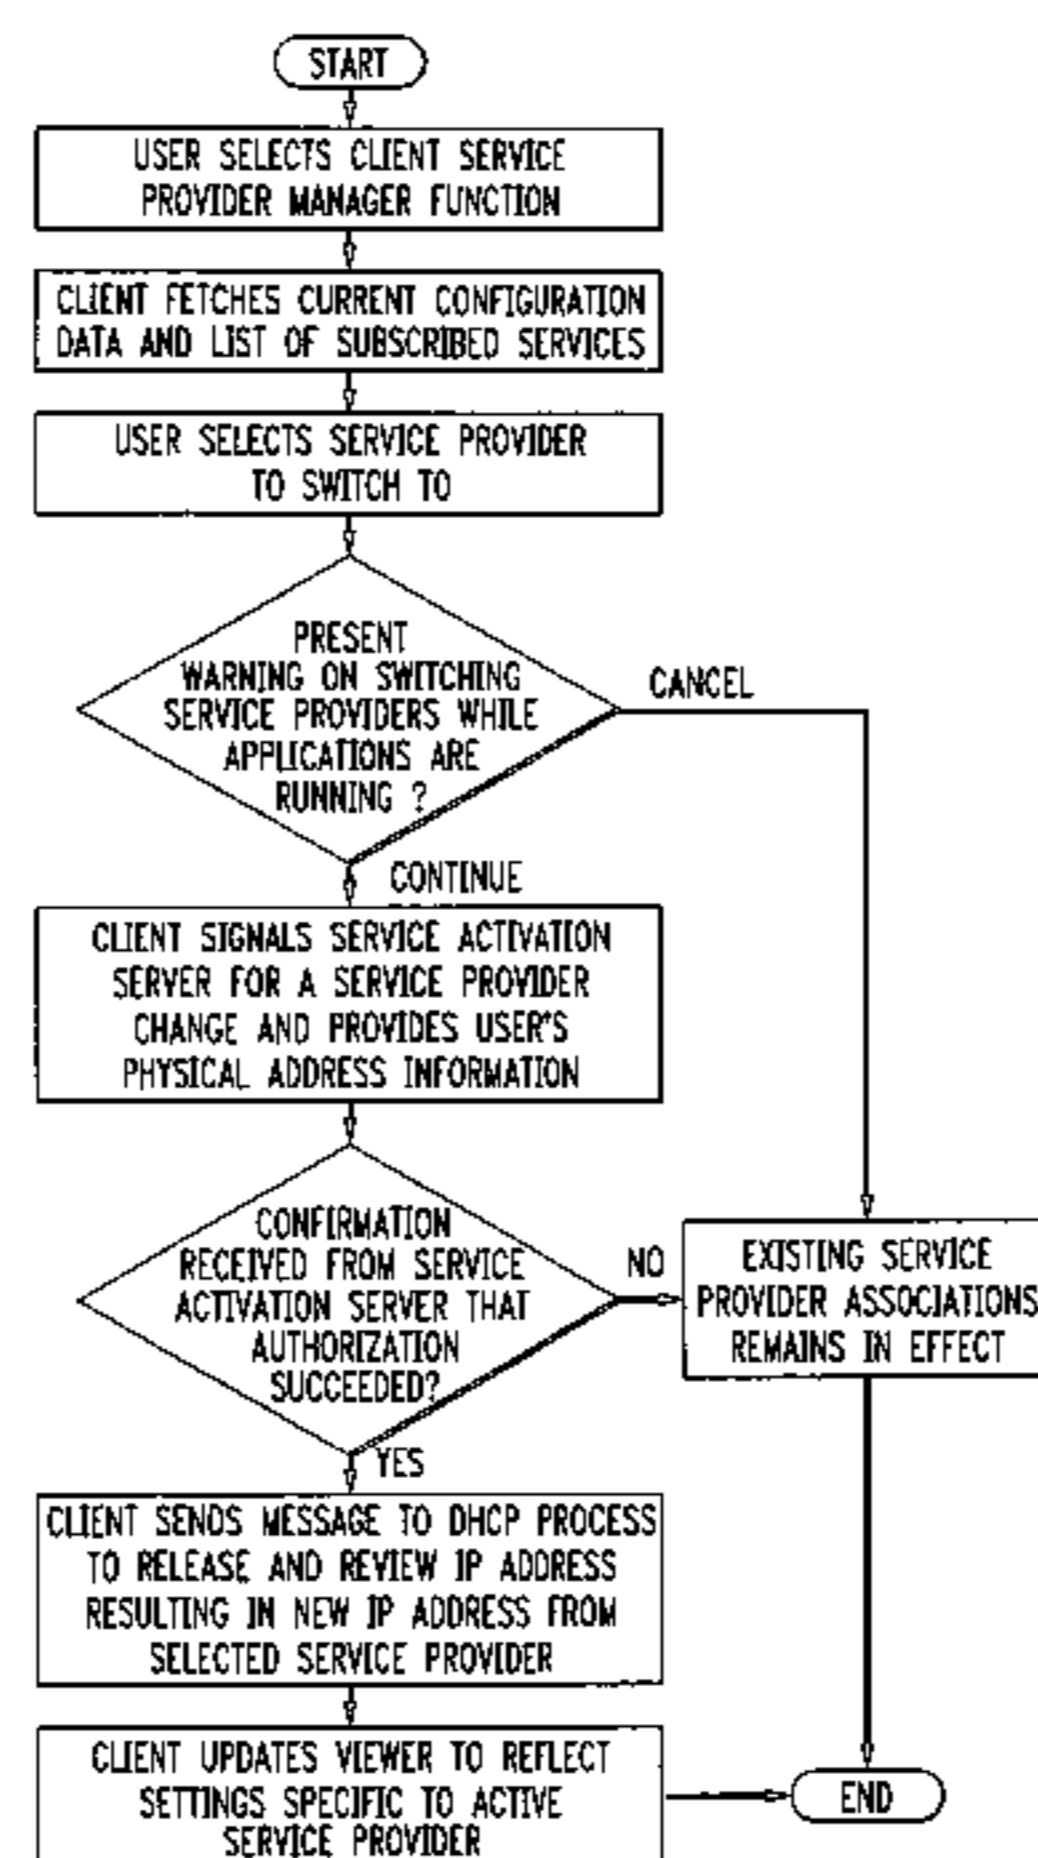 START
USER SELECTS CLIENT SERVICE
PROVIDER MANAGER FUNCTION
CLIENT FETCHES CURRENT CONFIGURATION
DATA AND LIST OF SUBSCRIBED SERVICES
USER SELECTS SERVICE PROVIDER
TO SWITCH TO
PRESENT
WARNING ON SWITCHING
SERVICE PROVIDERS WHILE
APPLICATIONS ARE
RUNNING ?
CANCEL
CONTINUE
CLIENT SIGNALS SERVICE ACTIVATION
SERVER FOR A SERVICE PROVIDER
CHANGE AND PROVIDES USER'S
PHYSICAL ADDRESS INFORMATION
CONFIRMATION
RECEIVED FROM SERVICE
ACTIVATION SERVER THAT
AUTHORIZATION
SUCCEEDED?
NO
EXISTING SERVICE
PROVIDER ASSOCIATIONS
REMAINS IN EFFECT
YES
CLIENT SENDS MESSAGE TO DHCP PROCESS
TO RELEASE AND REVIEW IP ADDRESS
RESULTING IN NEW IP ADDRESS FROM
SELECTED SERVICE PROVIDER
CLIENT UPDATES VIEWER TO REFLECT
SETTINGS SPECIFIC TO ACTIVE
SERVICE PROVIDER
END